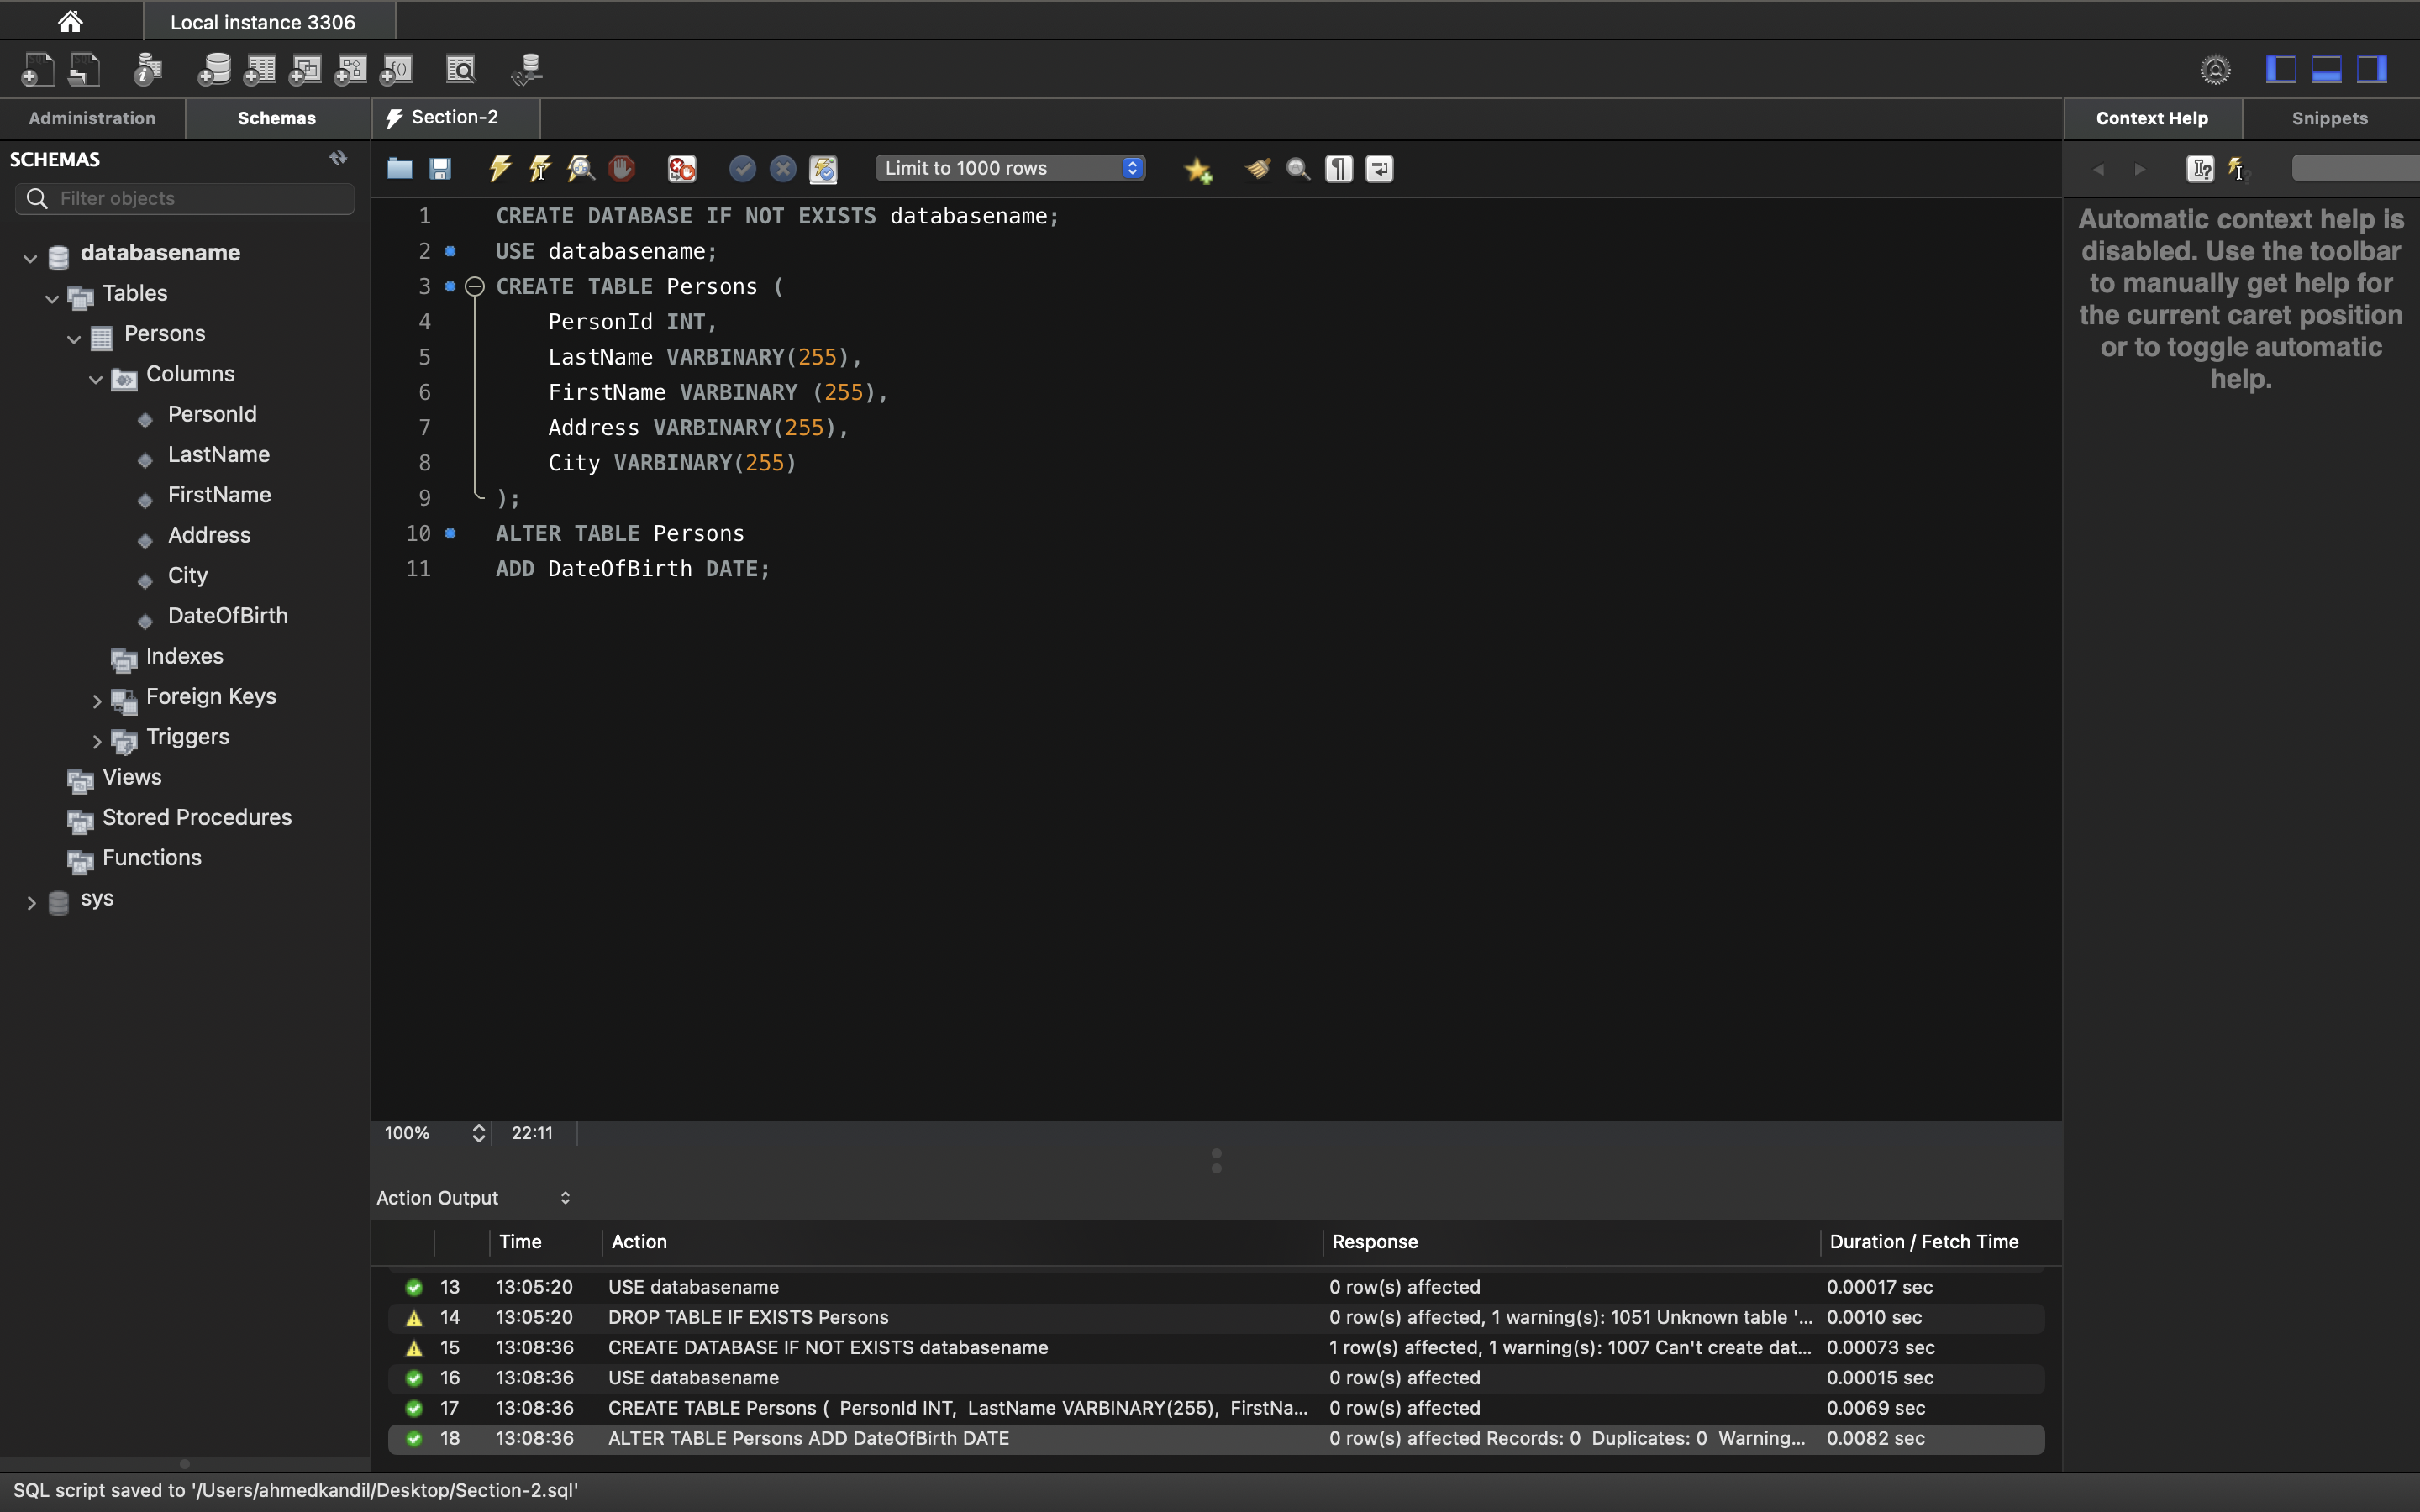 Local instance 3306
Administration
Schemas
Section-2
Context Help
Snippets
SCHEMAS
Filter objects
Limit to 1000 rows
databasename
Tables
Persons
Columns
PersonId
LastName
FirstName
Address
City
DateOfBirth
Indexes
Foreign Keys
Triggers
Views
Stored Procedures
Functions
sys
1 CREATE DATABASE IF NOT EXISTS databasename;
2 USE databasename;
3 CREATE TABLE Persons (
4 PersonId INT,
5 LastName VARBINARY(255),
6 FirstName VARBINARY (255),
7 Address VARBINARY(255),
8 City VARBINARY(255)
9 );
10 ALTER TABLE Persons
11 ADD DateOfBirth DATE;
Automatic context help is
disabled. Use the toolbar
to manually get help for
the current caret position
or to toggle automatic
help.
100% 22:11
Action Output
Time Action Response Duration / Fetch Time
13 13:05:20 USE databasename 0 row(s) affected 0.00017 sec
14 13:05:20 DROP TABLE IF EXISTS Persons 0 row(s) affected, 1 warning(s): 1051 Unknown table '... 0.0010 sec
15 13:08:36 CREATE DATABASE IF NOT EXISTS databasename 1 row(s) affected, 1 warning(s): 1007 Can't create dat... 0.00073 sec
16 13:08:36 USE databasename 0 row(s) affected 0.00015 sec
17 13:08:36 CREATE TABLE Persons ( PersonId INT, LastName VARBINARY(255), FirstNa... 0 row(s) affected 0.0069 sec
18 13:08:36 ALTER TABLE Persons ADD DateOfBirth DATE 0 row(s) affected Records: 0 Duplicates: 0 Warning... 0.0082 sec
SQL script saved to '/Users/ahmedkandil/Desktop/Section-2.sql'